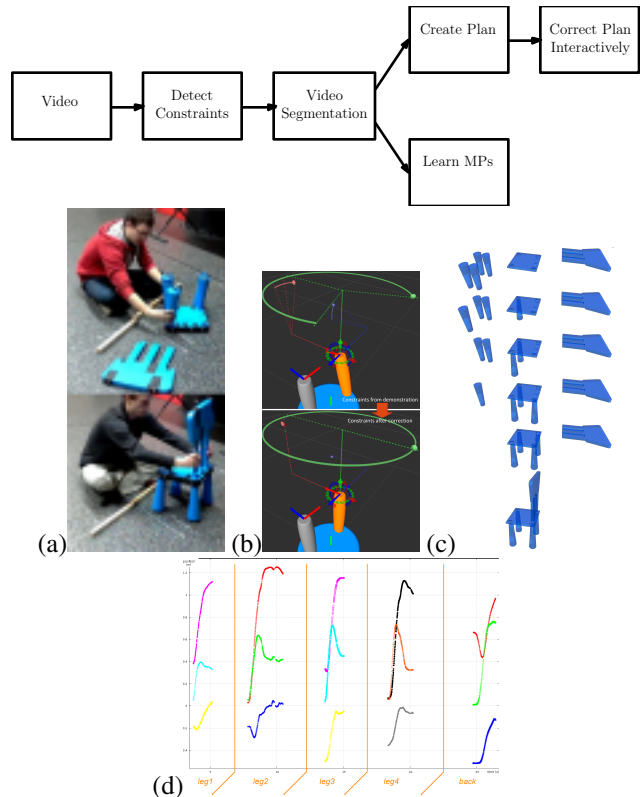 Create Plan
Correct Plan
Interactively
Video
Detect
Constraints
Video
Segmentation
Learn MPs
Constraints from demonstration
Constraints after correction
(a)
(b)
(c)
position
leg1
leg2
leg3
leg4
back
(d)